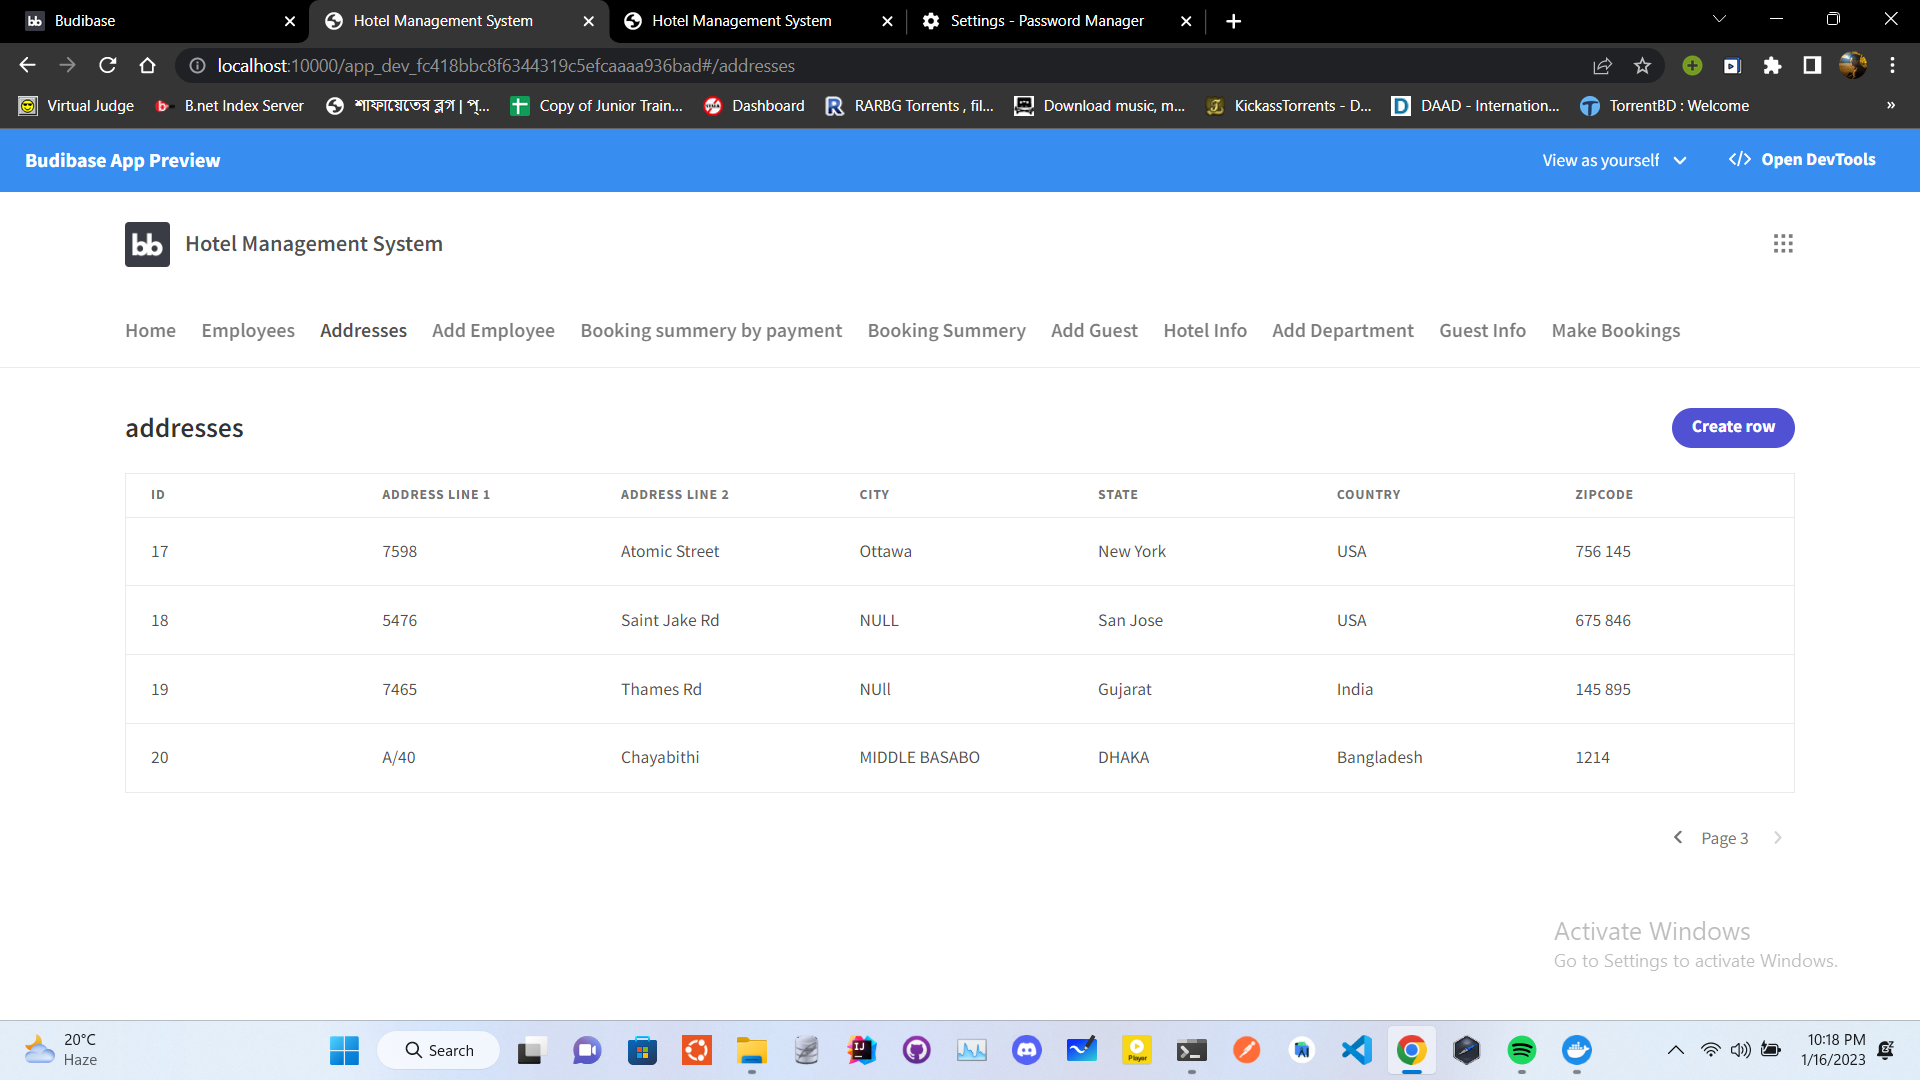 Budibase
Hotel Management System
Hotel Management System
Settings - Password Manager
localhost:10000/app_dev_fc418bbc8f6344319c5efcaaaa936bad#/addresses
Virtual Judge
B.net Index Server
শাফায়েতের ব্লগ | প্...
Copy of Junior Train...
Dashboard
RARBG Torrents , fil...
Download music, m...
KickassTorrents - D...
DAAD - Internation...
TorrentBD : Welcome
»
Budibase App Preview
View as yourself
</> Open DevTools
bb
Hotel Management System
Home Employees Addresses Add Employee Booking summery by payment Booking Summery Add Guest Hotel Info Add Department Guest Info Make Bookings
addresses
Create row
ID ADDRESS LINE 1 ADDRESS LINE 2 CITY STATE COUNTRY ZIPCODE
17 7598 Atomic Street Ottawa New York USA 756 145
18 5476 Saint Jake Rd NULL San Jose USA 675 846
19 7465 Thames Rd NUll Gujarat India 145 895
20 A/40 Chayabithi MIDDLE BASABO DHAKA Bangladesh 1214
Page 3
Activate Windows
Go to Settings to activate Windows.
20°C
Haze
Search
IJ
Player
10:18 PM
1/16/2023